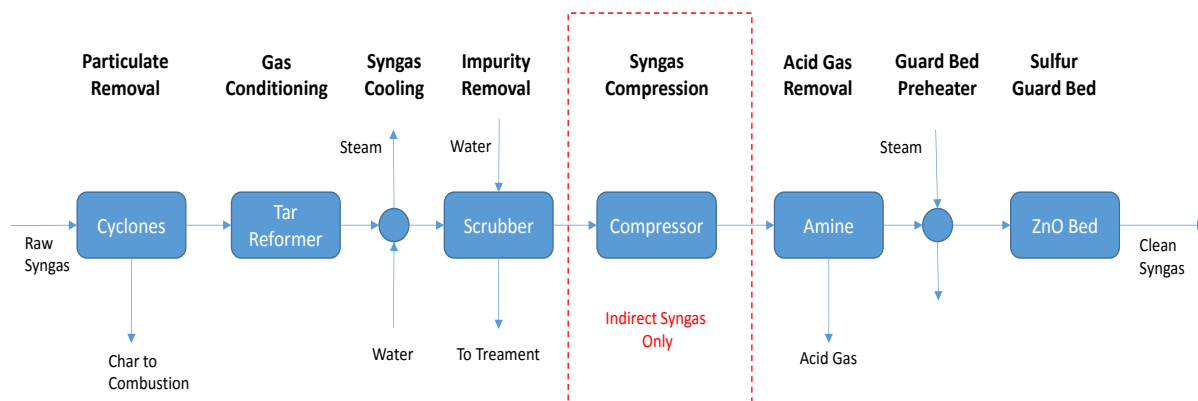 Particulate
Removal
Gas
Conditioning
Syngas
Cooling
Impurity
Removal
Syngas
Compression
Acid Gas
Removal
Guard Bed
Preheater
Sulfur
Guard Bed
Steam
Water
Steam
Cyclones
Tar
Reformer
Scrubber
Compressor
Amine
ZnO Bed
Raw
Syngas
Clean
Syngas
Char to
Combustion
Water
To Treament
Indirect Syngas
Only
Acid Gas